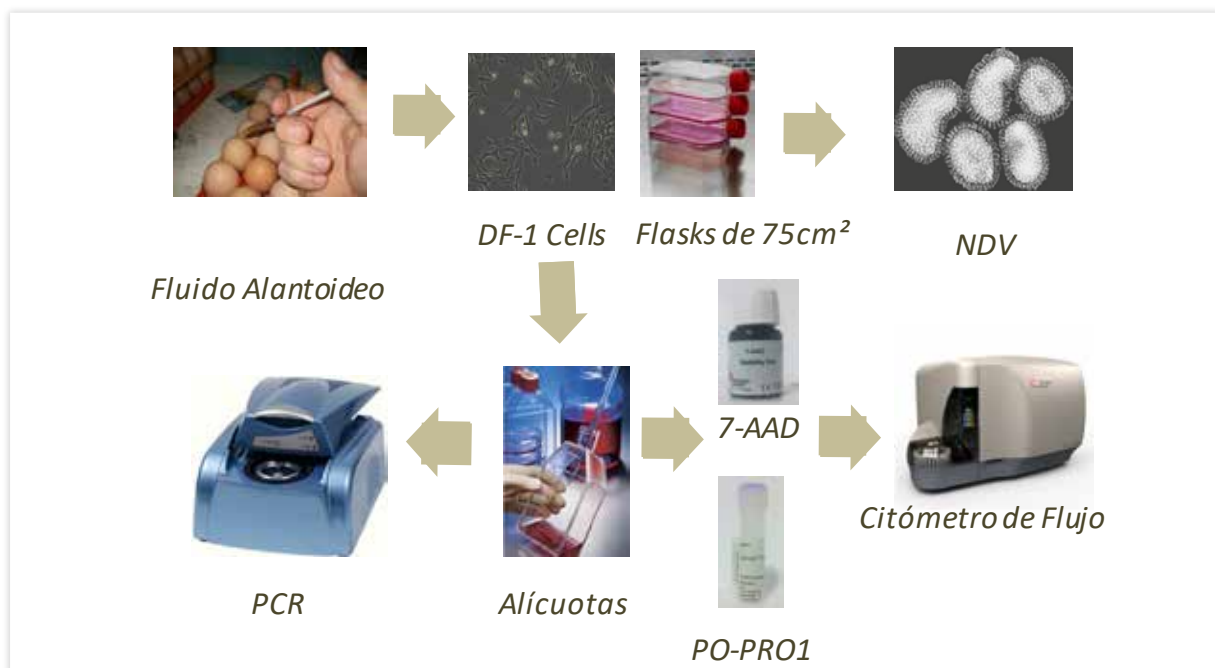 DF-1 Cells
Flasks de 75cm²
NDV
Fluido Alantoideo
7-AAD
Citómetro de Flujo
PCR
Alícuotas
PO-PRO1